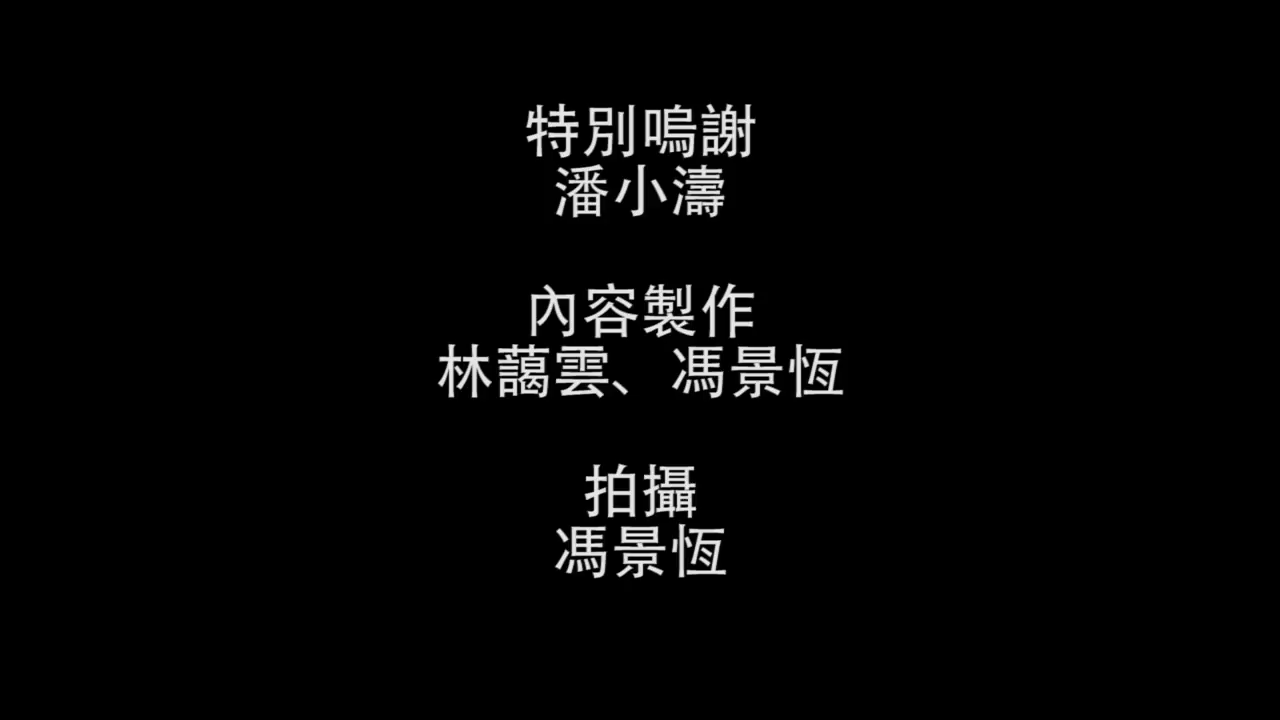 特別嗚謝
潘小濤
內容製作
林藹雲、馮景恆
拍攝
馮景恆